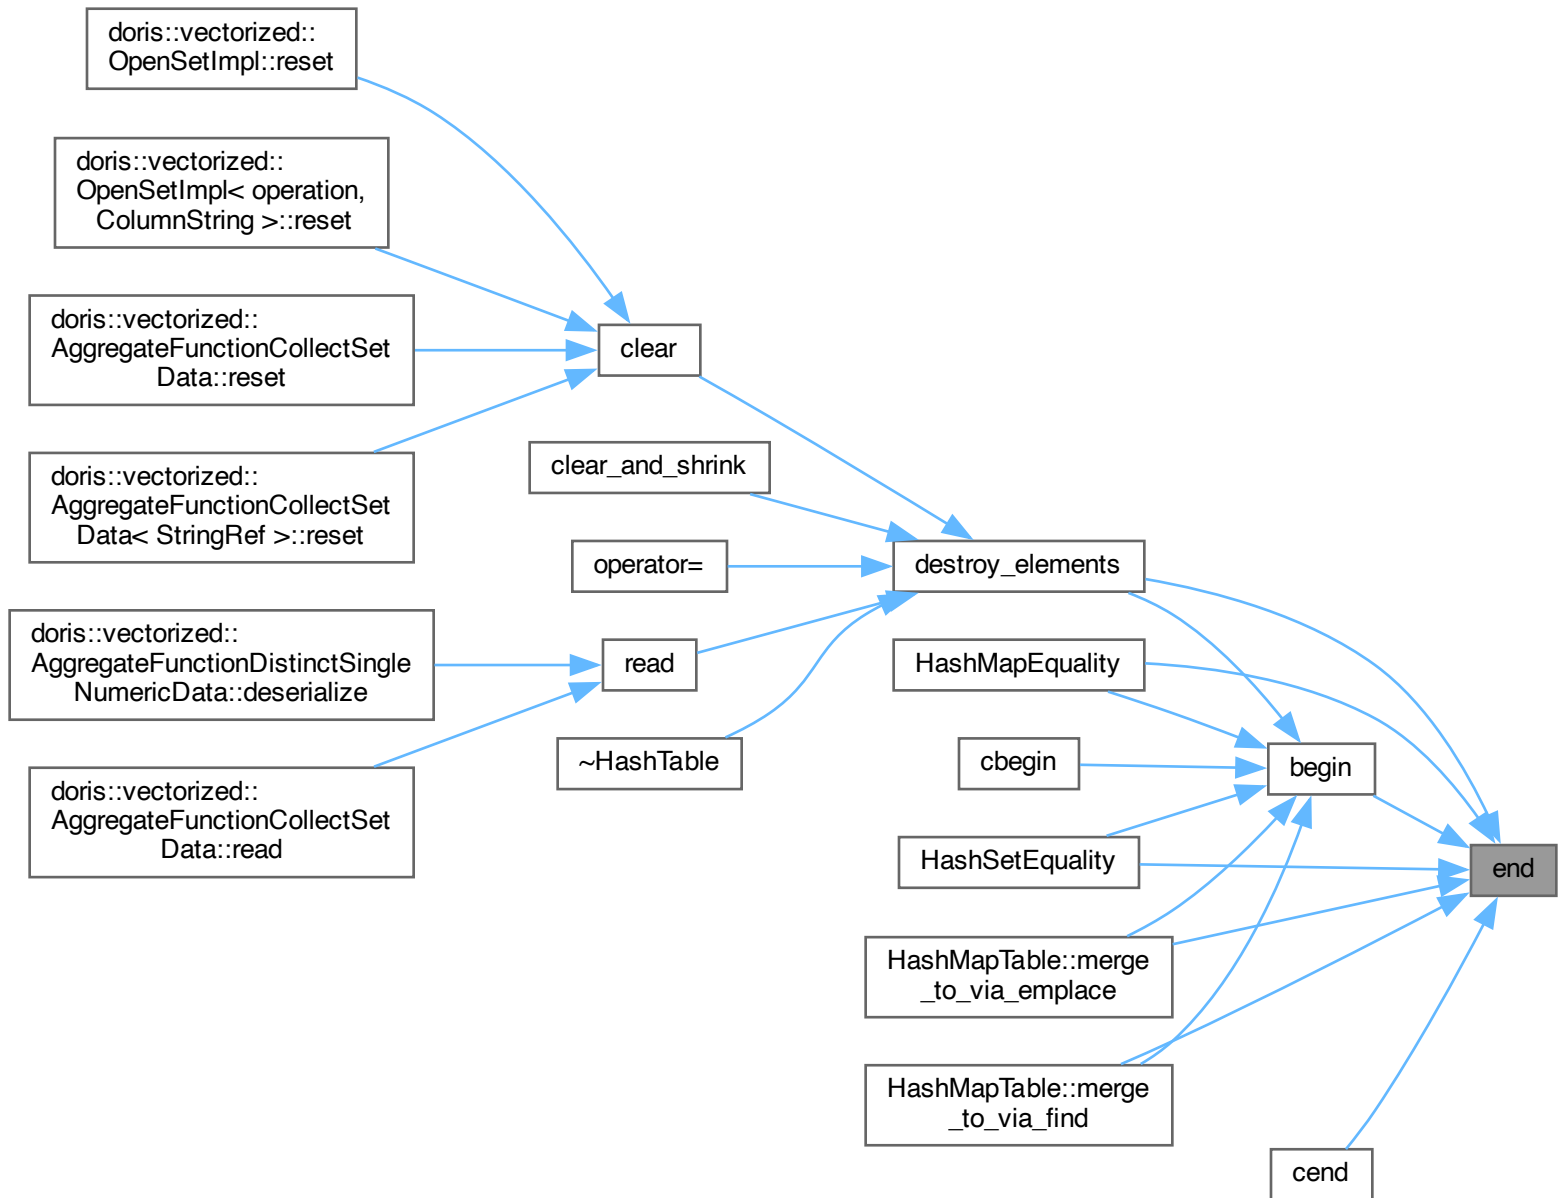 doris::vectorized::
OpenSetImpl::reset
doris::vectorized::
OpenSetImpl< operation,
ColumnString >::reset
doris::vectorized::
AggregateFunctionCollectSet
Data::reset
clear
doris::vectorized::
AggregateFunctionCollectSet
Data< StringRef >::reset
clear_and_shrink
operator=
destroy_elements
doris::vectorized::
AggregateFunctionDistinctSingle
NumericData::deserialize
read
HashMapEquality
~HashTable
cbegin
begin
doris::vectorized::
AggregateFunctionCollectSet
Data::read
HashSetEquality
end
HashMapTable::merge
_to_via_emplace
HashMapTable::merge
_to_via_find
cend